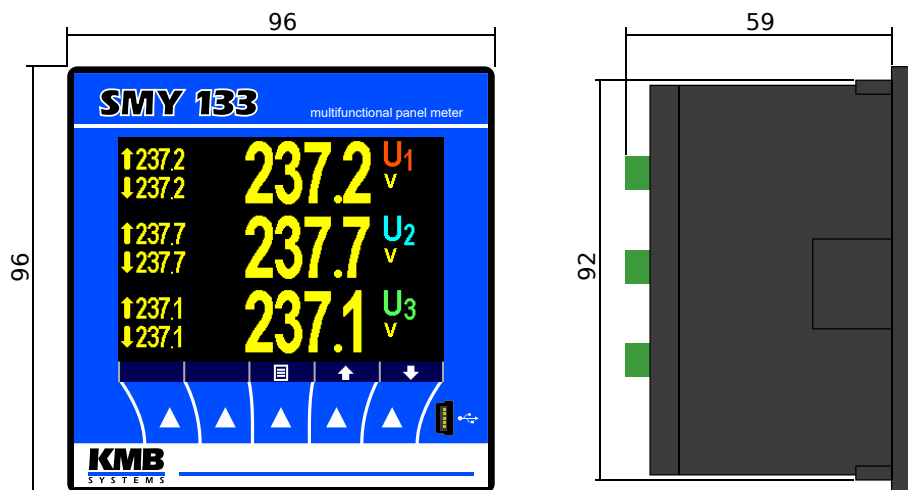 96
59
SMY 133
multifunctional panel meter
⬆237.2 237.2 U1
⬇237.2 V
⬆237.7 237.7 U2
⬇237.7 V
⬆237.1 237.1 U3
⬇237.1 V
96
92
KMB
SYSTEMS